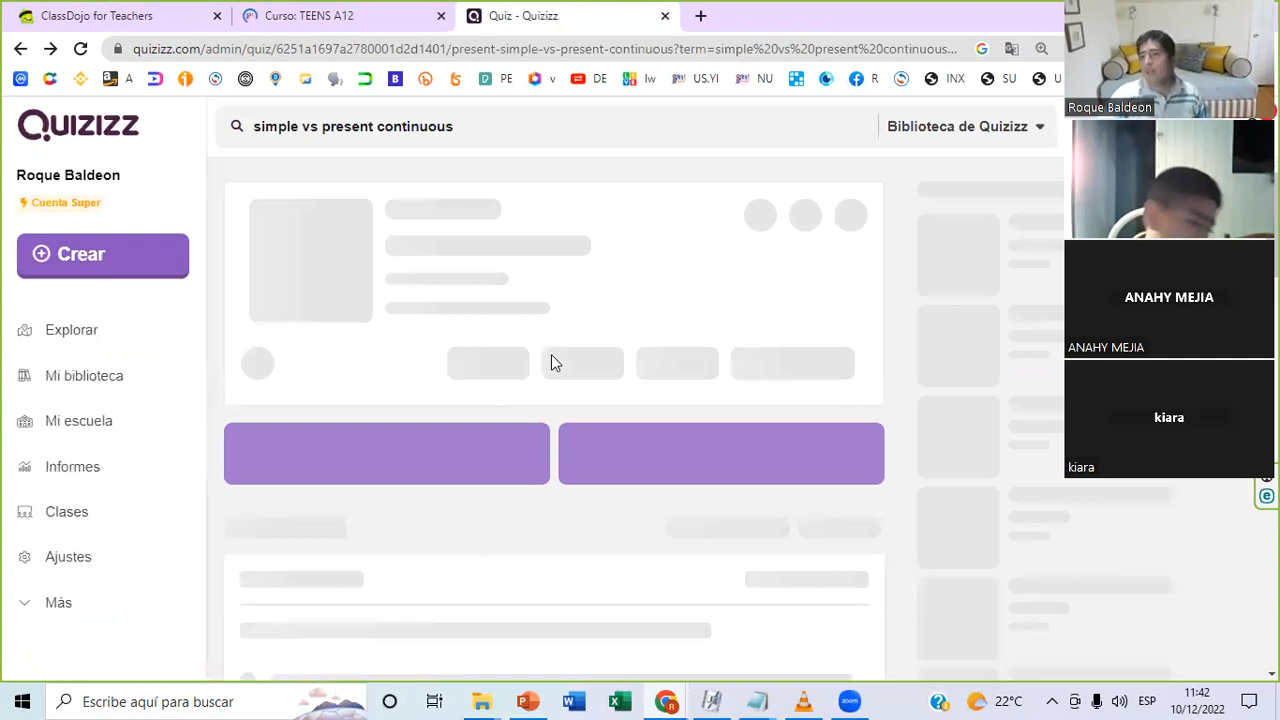 ClassDojo for Teachers
Curso: TEENS A12
Quiz - Quizizz
quizizz.com/admin/quiz/6251a1697a2780001d2d1401/present-simple-vs-present-continuous?term=simple%20vs%20present%20continuous...
A
PE
v
DE
Iw
US.YI
NU
R
INX
SU
U
Quizizz
simple vs present continuous
Biblioteca de Quizizz
Roque Baldeon
Cuenta Super
Crear
Explorar
Mi biblioteca
Mi escuela
Informes
Clases
Ajustes
Más
Roque Baldeon
ANAHY MEJIA
ANAHY MEJIA
kiara
kiara
Escribe aquí para buscar
22°C
ESP
11:42
10/12/2022